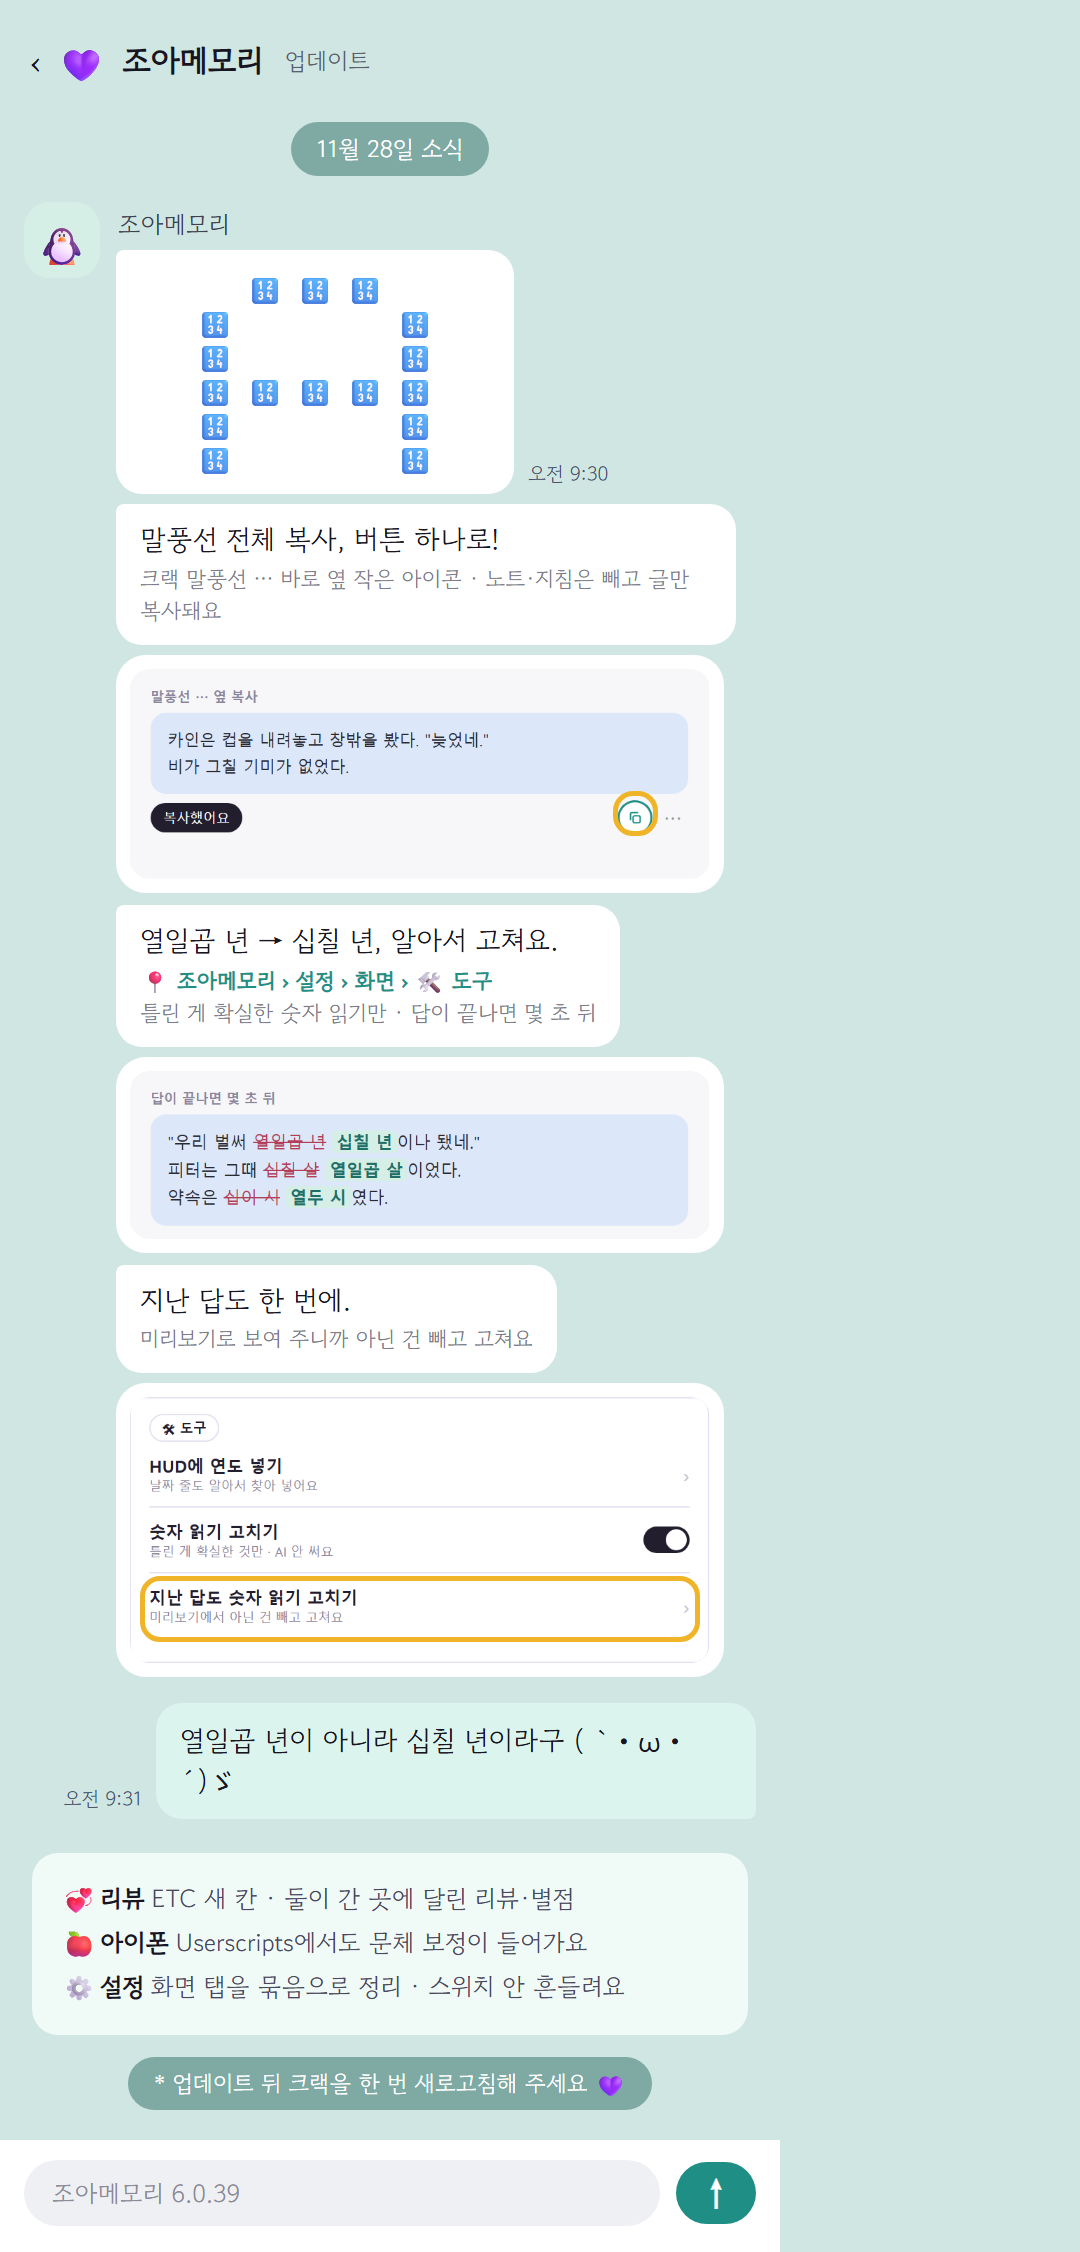 ‹ 💜 조아메모리 업데이트
11월 28일 소식
조아메모리
🔢 🔢 🔢
🔢 🔢
🔢 🔢
🔢 🔢 🔢 🔢 🔢
🔢 🔢
🔢 🔢
오전 9:30
말풍선 전체 복사, 버튼 하나로!
크랙 말풍선 ⋯ 바로 옆 작은 아이콘 · 노트·지침은 빼고 글만
복사돼요
말풍선 ⋯ 옆 복사
카인은 컵을 내려놓고 창밖을 봤다. "늦었네."
비가 그칠 기미가 없었다.
복사했어요 ⋯
열일곱 년 → 십칠 년, 알아서 고쳐요.
📍 조아메모리 › 설정 › 화면 › 🛠️ 도구
틀린 게 확실한 숫자 읽기만 · 답이 끝나면 몇 초 뒤
답이 끝나면 몇 초 뒤
"우리 벌써 열일곱 년 십칠 년이나 됐네."
피터는 그때 십칠 살 열일곱 살이었다.
약속은 십이 시 열두 시였다.
지난 답도 한 번에.
미리보기로 보여 주니까 아닌 건 빼고 고쳐요
🛠 도구
HUD에 연도 넣기
날짜 줄도 알아서 찾아 넣어요
›
숫자 읽기 고치기
틀린 게 확실한 것만 · AI 안 써요
지난 답도 숫자 읽기 고치기
미리보기에서 아닌 건 빼고 고쳐요
›
열일곱 년이 아니라 십칠 년이라구 ( `・ω・
´)ゞ
오전 9:31
💞 리뷰 ETC 새 칸 · 둘이 간 곳에 달린 리뷰·별점
🍎 아이폰 Userscripts에서도 문체 보정이 들어가요
⚙️ 설정 화면 탭을 묶음으로 정리 · 스위치 안 흔들려요
* 업데이트 뒤 크랙을 한 번 새로고침해 주세요 💜
조아메모리 6.0.39